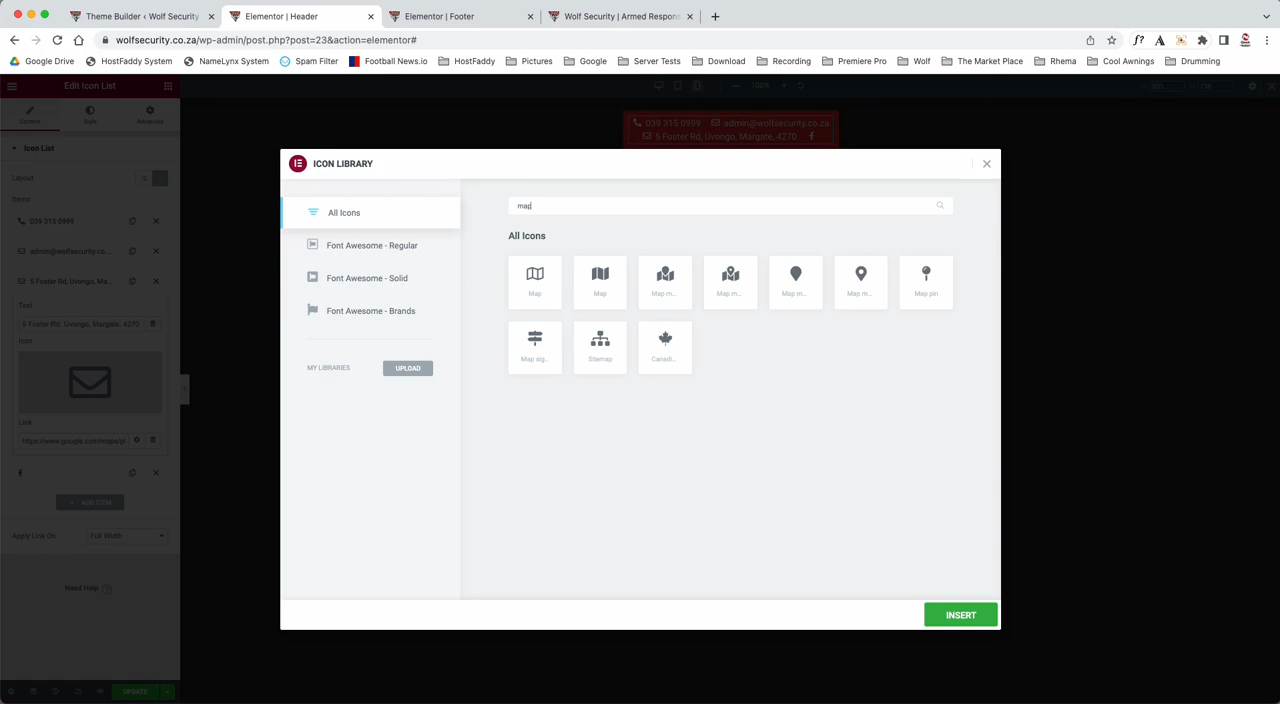 Theme Builder ‹ Wolf Security
Elementor | Header
Elementor | Footer
Wolf Security | Armed Respon
wolfsecurity.co.za/wp-admin/post.php?post=23&action=elementor#
Google Drive
HostFaddy System
NameLynx System
Spam Filter
Football News.io
HostFaddy
Pictures
Google
Server Tests
Download
Recording
Premiere Pro
Wolf
The Market Place
Rhema
Cool Awnings
Drumming
Edit Icon List
100%
Content
Style
Advanced
039 315 0999
admin@wolfsecurity.co.za
5 Foster Rd, Uvongo, Margate, 4270
Icon List
Layout
Items
039 315 0999
admin@wolfsecurity.co...
5 Foster Rd, Uvongo, Ma...
Text
5 Foster Rd, Uvongo, Margate, 4270
Icon
Link
https://www.google.com/maps/pl
ADD ITEM
Apply Link On
Full Width
Need Help
UPDATE
ICON LIBRARY
All Icons
Font Awesome - Regular
Font Awesome - Solid
Font Awesome - Brands
MY LIBRARIES
UPLOAD
map
All Icons
Map
Map
Map m...
Map m...
Map m...
Map m...
Map pin
Map sig...
Sitemap
Canadi...
INSERT